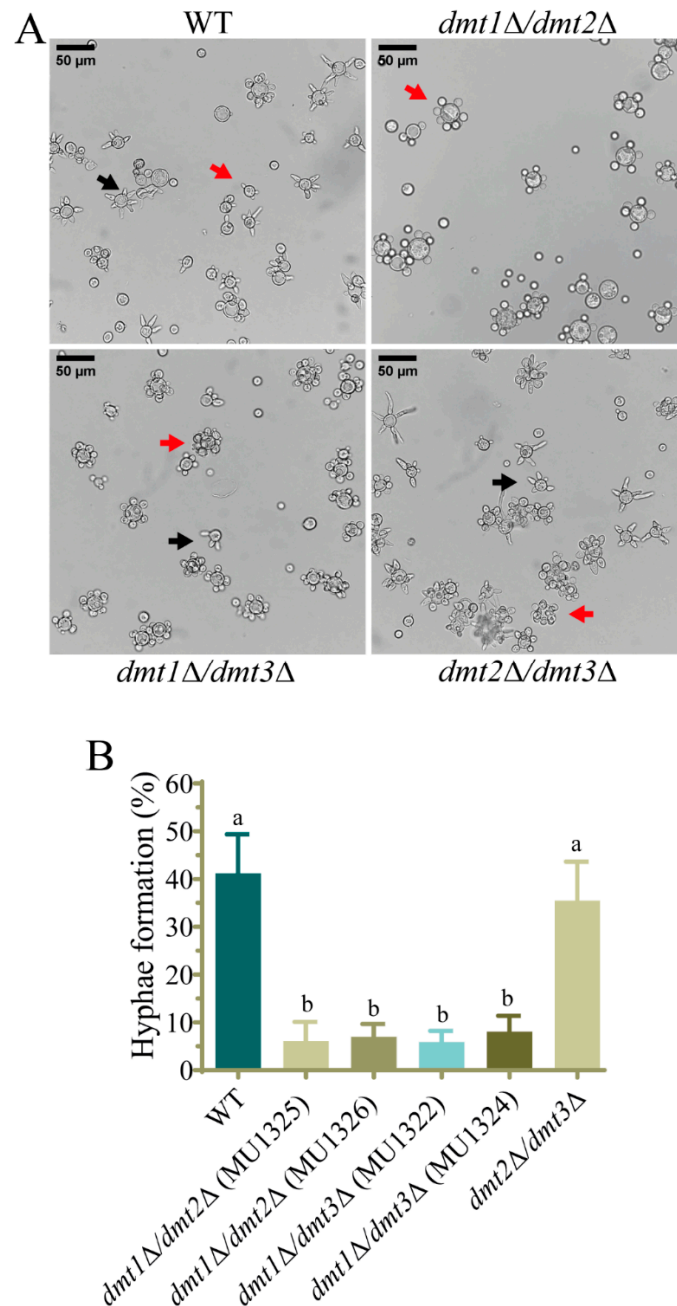 A
WT
dmt1Δ/dmt2Δ
50 µm
50 µm
50 µm
50 µm
dmt1Δ/dmt3Δ
dmt2Δ/dmt3Δ
B
Hyphae formation (%)
60
50
40
30
20
10
0
a
b
b
b
b
a
WT
dmt1Δ/dmt2Δ (MU1325)
dmt1Δ/dmt2Δ (MU1326)
dmt1Δ/dmt3Δ (MU1322)
dmt1Δ/dmt3Δ (MU1324)
dmt2Δ/dmt3Δ